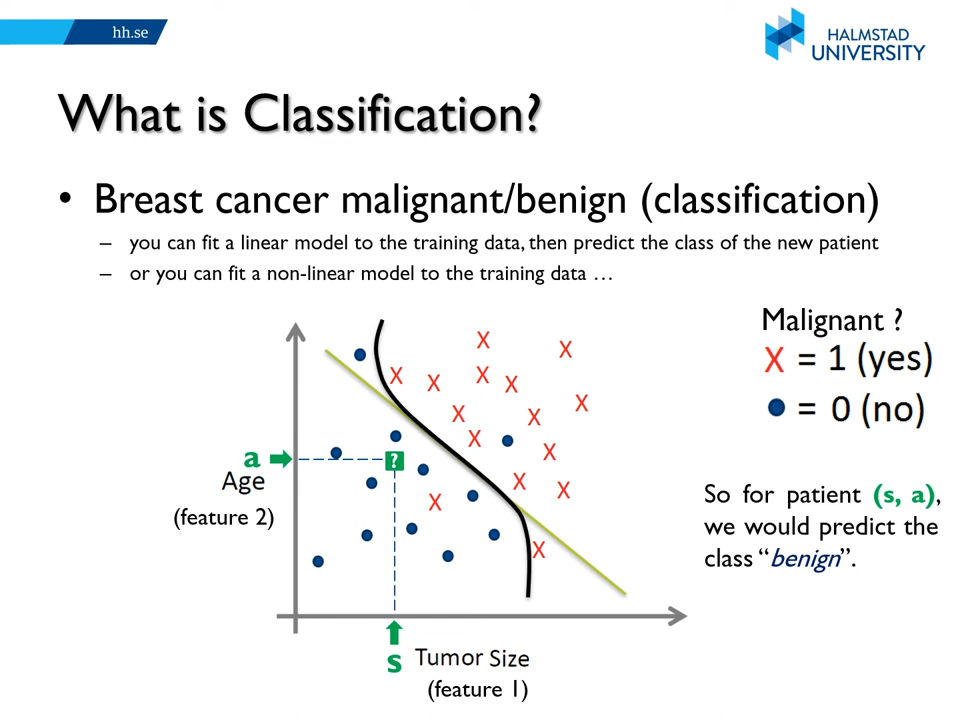 hh.se
HALMSTAD
UNIVERSITY
What is Classification?
• Breast cancer malignant/benign (classification)
– you can fit a linear model to the training data, then predict the class of the new patient
– or you can fit a non-linear model to the training data …
Malignant ?
X = 1 (yes)
= 0 (no)
a
?
Age
(feature 2)
So for patient (s, a),
we would predict the
class “benign”.
s
Tumor Size
(feature 1)